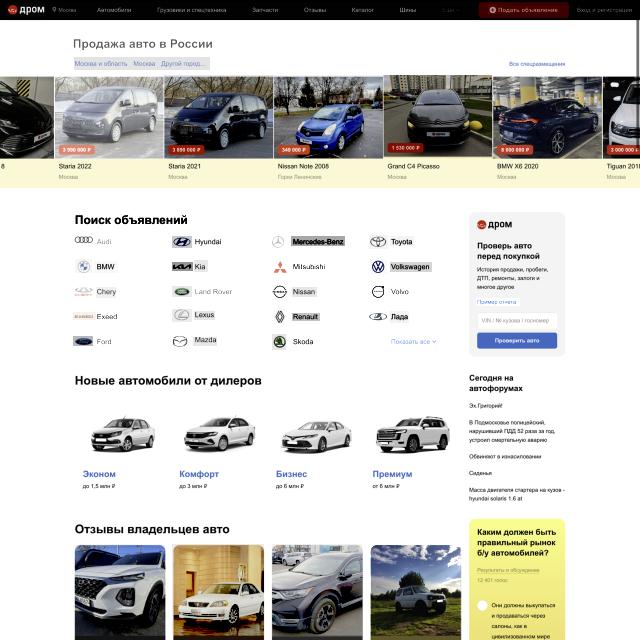 дром Москва Автомобили Грузовики и спецтехника Запчасти Отзывы Каталог Шины Подать объявление Вход и регистрация
Продажа авто в России
Москва и область Москва Другой город... Все спецразмещения
3 990 000 ₽ 3 890 000 ₽ 349 000 ₽ 1 530 000 ₽ 8 800 000 ₽ 3 000 000 ₽
8 Staria 2022 Staria 2021 Nissan Note 2008 Grand C4 Picasso BMW X6 2020 Tiguan 201
Москва Москва Горки Ленинские Москва Москва Москва
Поиск объявлений
Audi Hyundai Mercedes-Benz Toyota
BMW Kia Mitsubishi Volkswagen
Chery Land Rover Nissan Volvo
Exeed Lexus Renault Лада
Ford Mazda Skoda Показать все
дром
Проверьте авто
перед покупкой
История продажи, пробеги,
ДТП, ремонты, залоги и
многое другое
Пример отчета
VIN / № кузова / госномер
Проверить авто
Новые автомобили от дилеров
Эконом Комфорт Бизнес Премиум
до 1,5 млн ₽ до 3 млн ₽ до 6 млн ₽ от 6 млн ₽
Сегодня на
автофорумах
Эх,Григорий!
В Подмосковье полицейский,
нарушивший ПДД 52 раза за год,
устроил смертельную аварию
Обвиняют в изнасиловании
Сиденья
Масса двигателя стартера на кузов -
hyundai solaris 1.6 at
Отзывы владельцев авто
Каким должен быть
правильный рынок
б/у автомобилей?
Результаты и обсуждение
12 401 голос
Они должны выкупаться
и продаваться через
салоны, как в
цивилизованном мире